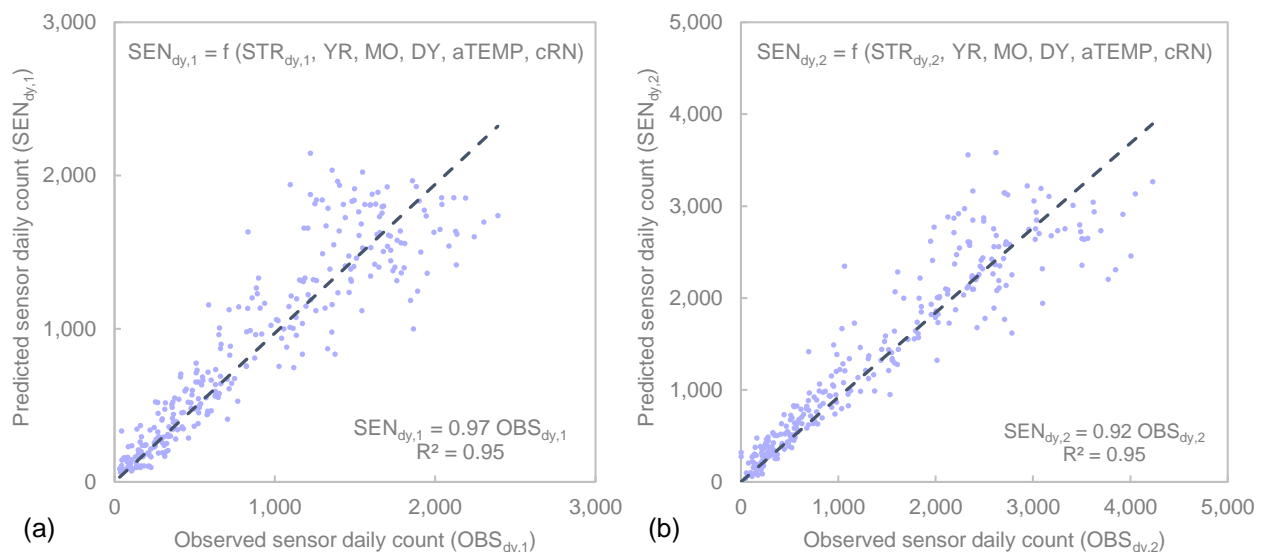 SEN_dy,1 = f (STR_dy,1, YR, MO, DY, aTEMP, cRN)
Predicted sensor daily count (SEN_dy,1)
3,000
2,000
1,000
0
SEN_dy,1 = 0.97 OBS_dy,1
R² = 0.95
0 1,000 2,000 3,000
(a)
Observed sensor daily count (OBS_dy,1)
SEN_dy,2 = f (STR_dy,2, YR, MO, DY, aTEMP, cRN)
Predicted sensor daily count (SEN_dy,2)
5,000
4,000
3,000
2,000
1,000
0
SEN_dy,2 = 0.92 OBS_dy,2
R² = 0.95
0 1,000 2,000 3,000 4,000 5,000
(b)
Observed sensor daily count (OBS_dy,2)